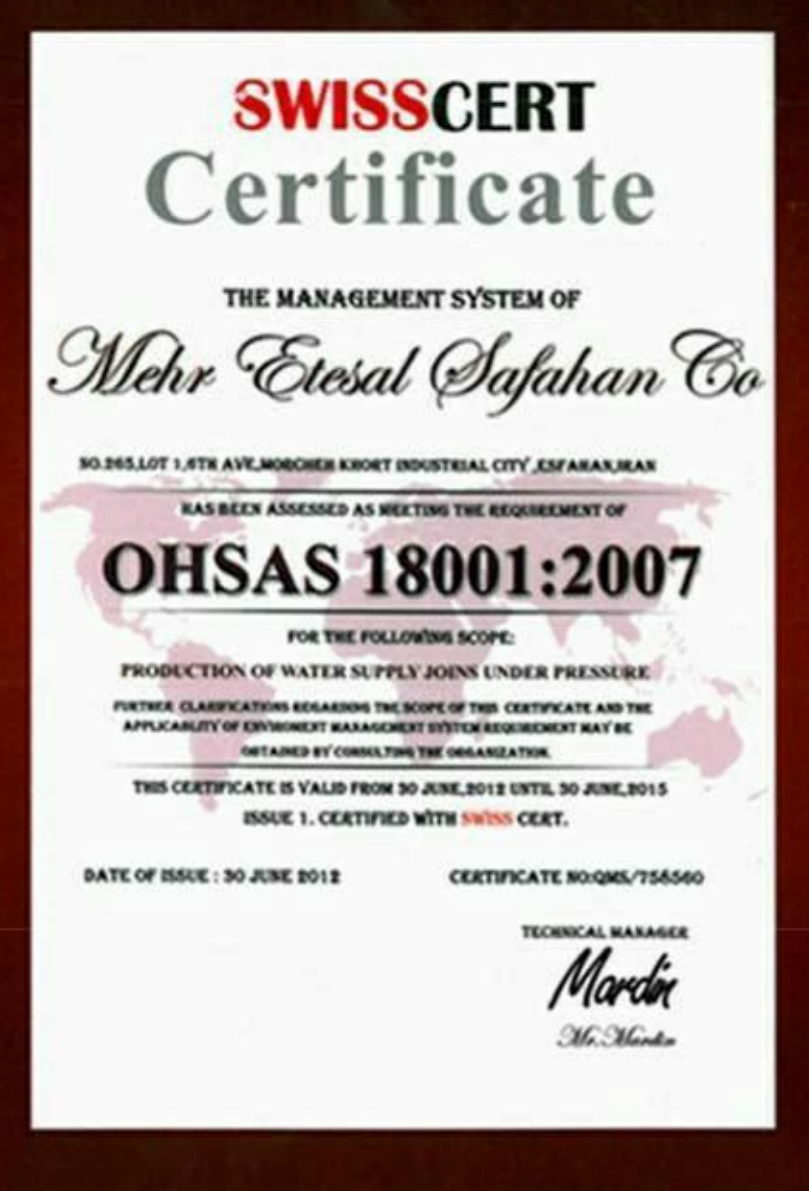 SWISSCERT
Certificate
THE MANAGEMENT SYSTEM OF
Mehr Etesal Safahan Co
NO.265,LOT 1,6TH AVE,MORCHEH KHORT INDUSTRIAL CITY ,ESFAHAN,IRAN
HAS BEEN ASSESSED AS MEETING THE REQUIREMENT OF
OHSAS 18001:2007
FOR THE FOLLOWING SCOPE:
PRODUCTION OF WATER SUPPLY JOINS UNDER PRESSURE
FURTHER CLARIFICATIONS REGARDING THE SCOPE OF THIS CERTIFICATE AND THE
APPLICABLITY OF ENVIROMENT MANAGEMENT SYSTEM REQUIREMENT MAY BE
OBTAINED BY CONSULTING THE ORGANIZATION.
THIS CERTIFICATE IS VALID FROM 30 JUNE,2012 UNTIL 30 JUNE,2015
ISSUE 1. CERTIFIED WITH SWISS CERT.
DATE OF ISSUE : 30 JUNE 2012
CERTIFICATE NO:QMS/758560
TECHNICAL MANAGER
Mardin
Mr.Mardin